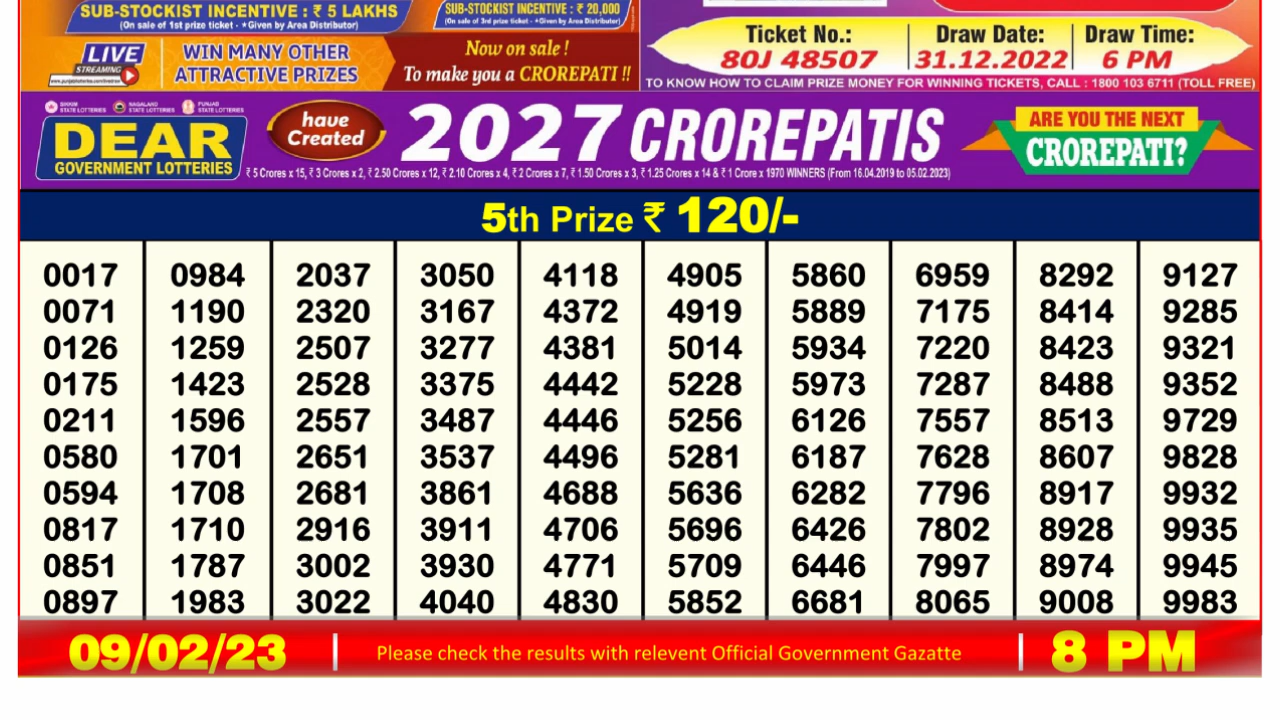 SUB-STOCKIST INCENTIVE : ₹ 5 LAKHS
(On sale of 1st prize ticket - *Given by Area Distributor)
SUB-STOCKIST INCENTIVE : ₹ 20,000
(On sale of 3rd prize ticket - *Given by Area Distributor)
LIVE
STREAMING
WIN MANY OTHER
ATTRACTIVE PRIZES
Now on sale !
To make you a CROREPATI !!
Ticket No.: Draw Date: Draw Time:
80J 48507 31.12.2022 6 PM
TO KNOW HOW TO CLAIM PRIZE MONEY FOR WINNING TICKETS, CALL : 1800 103 6711 (TOLL FREE)
SIKKIM STATE LOTTERIES NAGALAND STATE LOTTERIES PUNJAB STATE LOTTERIES
DEAR
GOVERNMENT LOTTERIES
have
Created
2027 CROREPATIS
₹ 5 Crores x 15, ₹ 3 Crores x 2, ₹ 2.50 Crores x 12, ₹ 2.10 Crores x 4, ₹ 2 Crores x 7, ₹ 1.50 Crores x 3, ₹ 1.25 Crores x 14 & ₹ 1 Crore x 1970 WINNERS (From 16.04.2019 to 05.02.2023)
ARE YOU THE NEXT
CROREPATI?
5th Prize ₹ 120/-
0017 0984 2037 3050 4118 4905 5860 6959 8292 9127
0071 1190 2320 3167 4372 4919 5889 7175 8414 9285
0126 1259 2507 3277 4381 5014 5934 7220 8423 9321
0175 1423 2528 3375 4442 5228 5973 7287 8488 9352
0211 1596 2557 3487 4446 5256 6126 7557 8513 9729
0580 1701 2651 3537 4496 5281 6187 7628 8607 9828
0594 1708 2681 3861 4688 5636 6282 7796 8917 9932
0817 1710 2916 3911 4706 5696 6426 7802 8928 9935
0851 1787 3002 3930 4771 5709 6446 7997 8974 9945
0897 1983 3022 4040 4830 5852 6681 8065 9008 9983
09/02/23 Please check the results with relevent Official Government Gazatte 8 PM